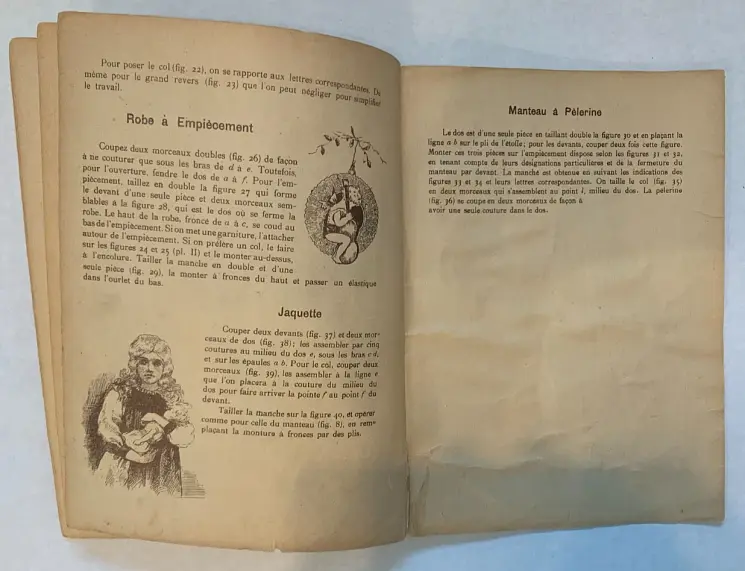 Pour poser le col (fig. 22), on se rapporte aux lettres correspondantes. De
même pour le grand revers (fig. 23) que l'on peut négliger pour simplifier
le travail.
Robe à Empiècement
Coupez deux morceaux doubles (fig. 26) de façon
à ne couturer que sous les bras de d à e. Toutefois,
pour l'ouverture, fendre le dos de a à f. Pour l'em-
piècement, taillez en double la figure 27 qui forme
le devant d'une seule pièce et deux morceaux sem-
blables à la figure 28, qui est le dos où se ferme la
robe. Le haut de la robe, froncé de a à c, se coud au
bas de l'empiècement. Si on met une garniture, l'attacher
autour de l'empiècement. Si on préfère un col, le faire
sur les figures 24 et 25 (pl. II) et le monter au-dessus,
à l'encolure. Tailler la manche en double et d'une
seule pièce (fig. 29), la monter à fronces du haut et passer un élastique
dans l'ourlet du bas.
Jaquette
Couper deux devants (fig. 37) et deux mor-
ceaux de dos (fig. 38); les assembler par cinq
coutures au milieu du dos e, sous les bras c d,
et sur les épaules a b. Pour le col, couper deux
morceaux (fig. 39), les assembler à la ligne e
que l'on placera à la couture du milieu du
dos pour faire arriver la pointe f au point f du
devant.
Tailler la manche sur la figure 40, et opérer
comme pour celle du manteau (fig. 8), en rem-
plaçant la monture à fronces par des plis.
Manteau à Pèlerine
Le dos est d'une seule pièce en taillant double la figure 30 et en plaçant la
ligne a b sur le pli de l'étoffe; pour les devants, couper deux fois cette figure.
Monter ces trois pièces sur l'empiècement disposé selon les figures 31 et 32,
en tenant compte de leurs désignations particulières et de la fermeture du
manteau par devant. La manche est obtenue en suivant les indications des
figures 33 et 34 et leurs lettres correspondantes. On taille le col (fig. 35)
en deux morceaux qui s'assemblent au point l, milieu du dos. La pèlerine
(fig. 36) se coupe en deux morceaux de façon à
avoir une seule couture dans le dos.